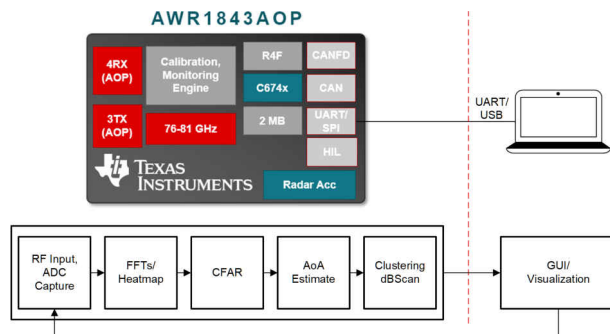 AWR1843AOP
4RX
(AOP)
Calibration,
Monitoring
Engine
R4F
CANFD
C674x
CAN
3TX
(AOP)
76-81 GHz
2 MB
UART/
SPI
HIL
TEXAS
INSTRUMENTS
Radar Acc
UART/
USB
RF Input,
ADC
Capture
FFTs/
Heatmap
CFAR
AoA
Estimate
Clustering
dBScan
GUI/
Visualization